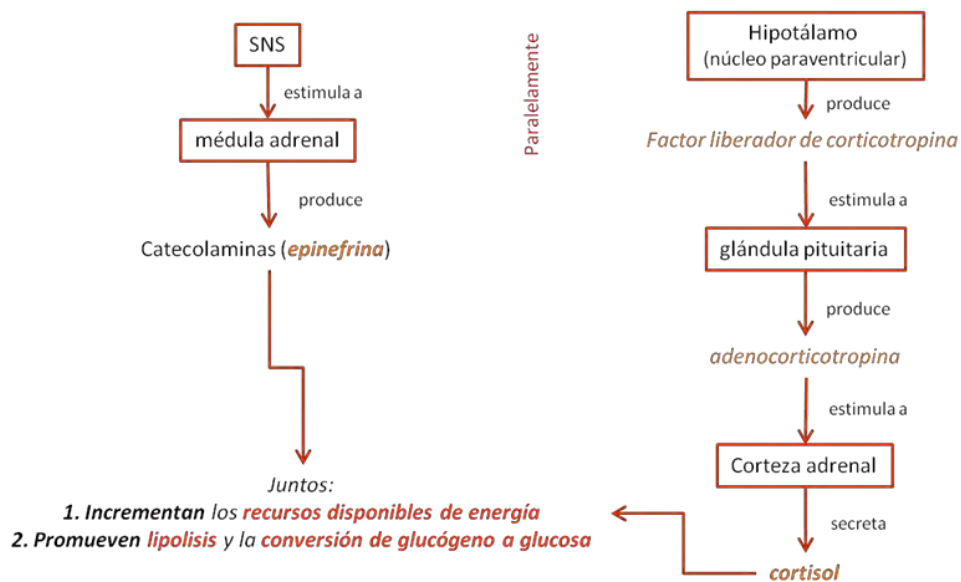 SNS
estimula a
médula adrenal
produce
Catecolaminas (epinefrina)
Paralelamente
Hipotálamo
(núcleo paraventricular)
produce
Factor liberador de corticotropina
estimula a
glándula pituitaria
produce
adenocorticotropina
estimula a
Corteza adrenal
secreta
cortisol
Juntos:
1. Incrementan los recursos disponibles de energía
2. Promueven lipolisis y la conversión de glucógeno a glucosa